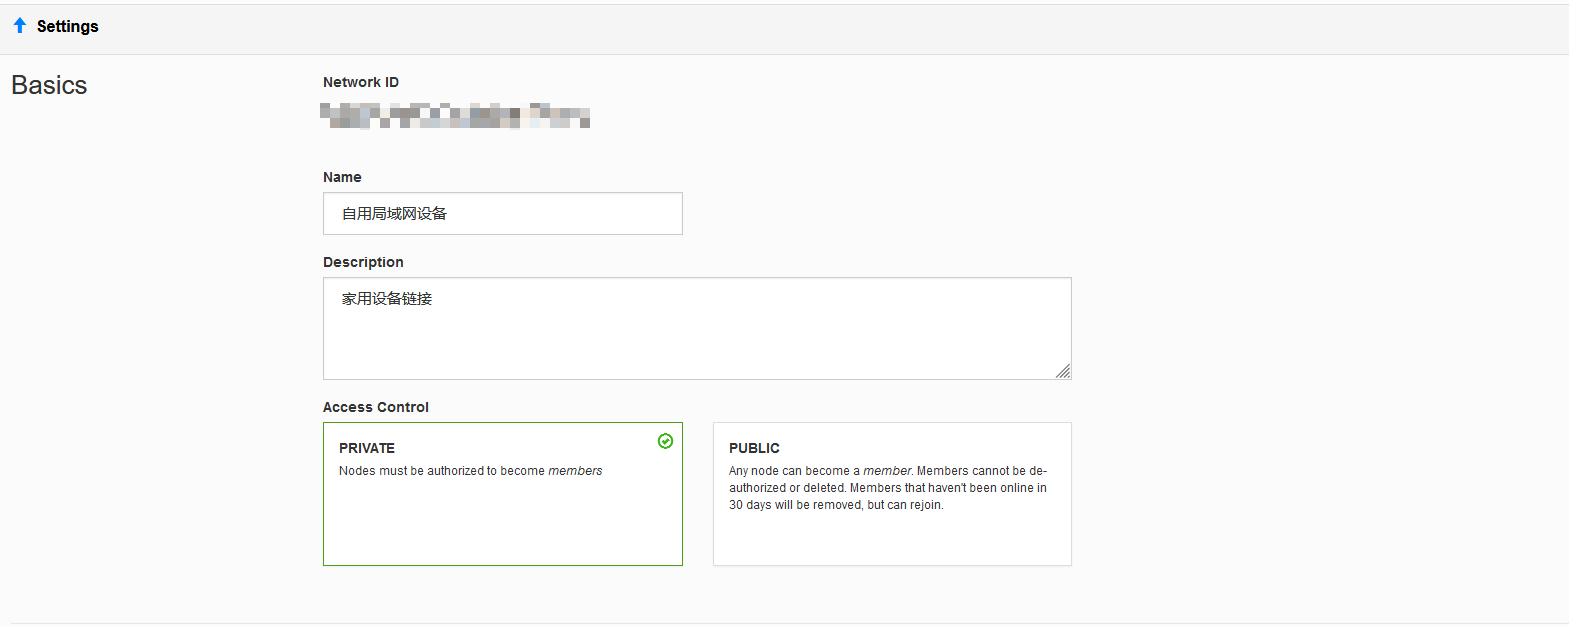 Settings
Basics
Network ID
Name
自用局域网设备
Description
家用设备链接
Access Control
PRIVATE
Nodes must be authorized to become members
PUBLIC
Any node can become a member. Members cannot be de-
authorized or deleted. Members that haven't been online in
30 days will be removed, but can rejoin.